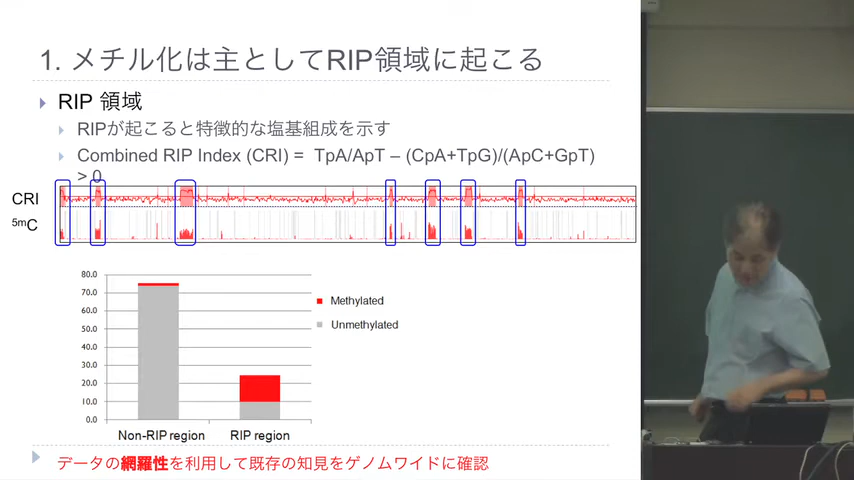 1. メチル化は主としてRIP領域に起こる
RIP 領域
RIPが起こると特徴的な塩基組成を示す
Combined RIP Index (CRI) = TpA/ApT – (CpA+TpG)/(ApC+GpT)
> 0
CRI
5mC
80.0
70.0
60.0
50.0
40.0
30.0
20.0
10.0
0.0
Methylated
Unmethylated
Non-RIP region
RIP region
データの網羅性を利用して既存の知見をゲノムワイドに確認